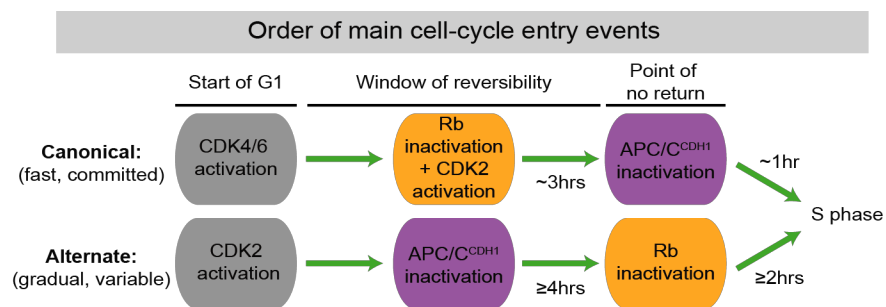 Order of main cell-cycle entry events
Start of G1
Window of reversibility
Point of
no return
Canonical:
(fast, committed)
CDK4/6
activation
Rb
inactivation
+ CDK2
activation
~3hrs
APC/C^CDH1
inactivation
~1hr
S phase
Alternate:
(gradual, variable)
CDK2
activation
APC/C^CDH1
inactivation
≥4hrs
Rb
inactivation
≥2hrs